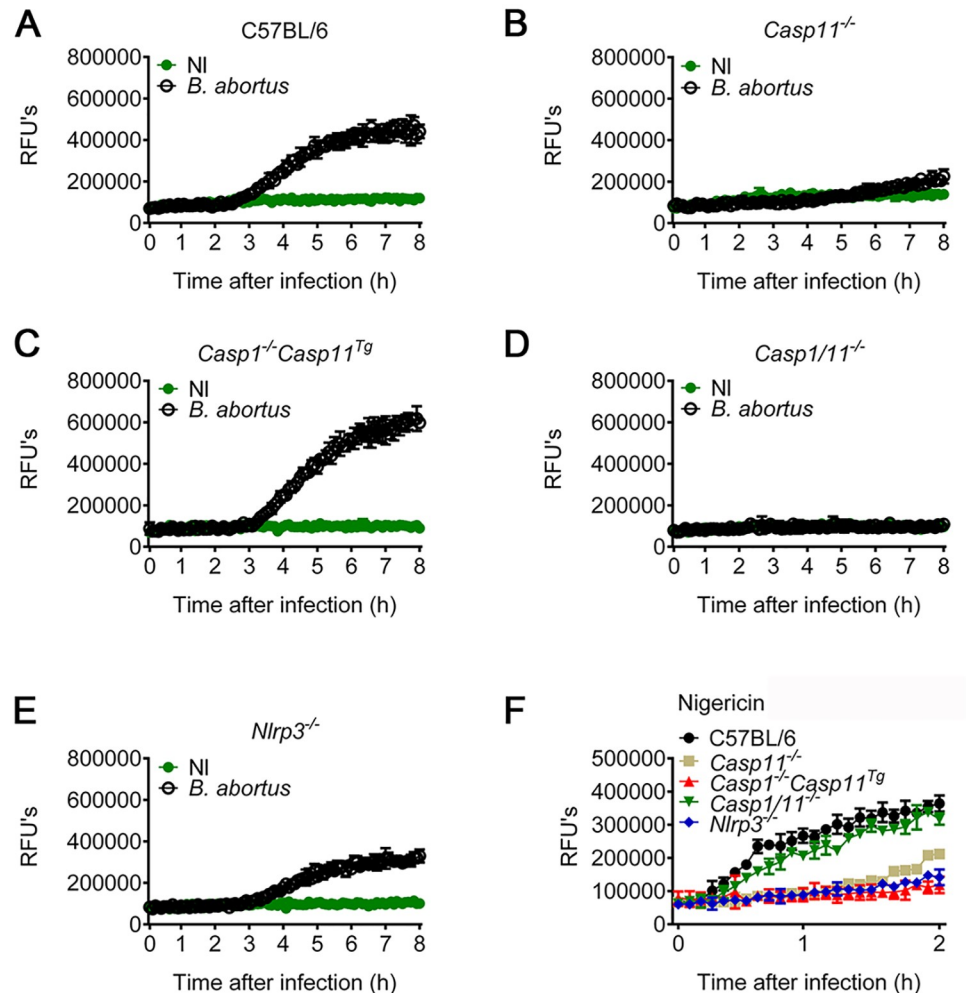 A
C57BL/6
800000
600000
400000
200000
0
RFU's
NI
B. abortus
0 1 2 3 4 5 6 7 8
Time after infection (h)
B
Casp11-/-
800000
600000
400000
200000
0
RFU's
NI
B. abortus
0 1 2 3 4 5 6 7 8
Time after infection (h)
C
Casp1-/-Casp11Tg
800000
600000
400000
200000
0
RFU's
NI
B. abortus
0 1 2 3 4 5 6 7 8
Time after infection (h)
D
Casp1/11-/-
800000
600000
400000
200000
0
RFU's
NI
B. abortus
0 1 2 3 4 5 6 7 8
Time after infection (h)
E
Nlrp3-/-
800000
600000
400000
200000
0
RFU's
NI
B. abortus
0 1 2 3 4 5 6 7 8
Time after infection (h)
F
Nigericin
C57BL/6
Casp11-/-
Casp1-/-Casp11Tg
Casp1/11-/-
Nlrp3-/-
500000
400000
300000
200000
100000
0
RFU's
0 1 2
Time after infection (h)